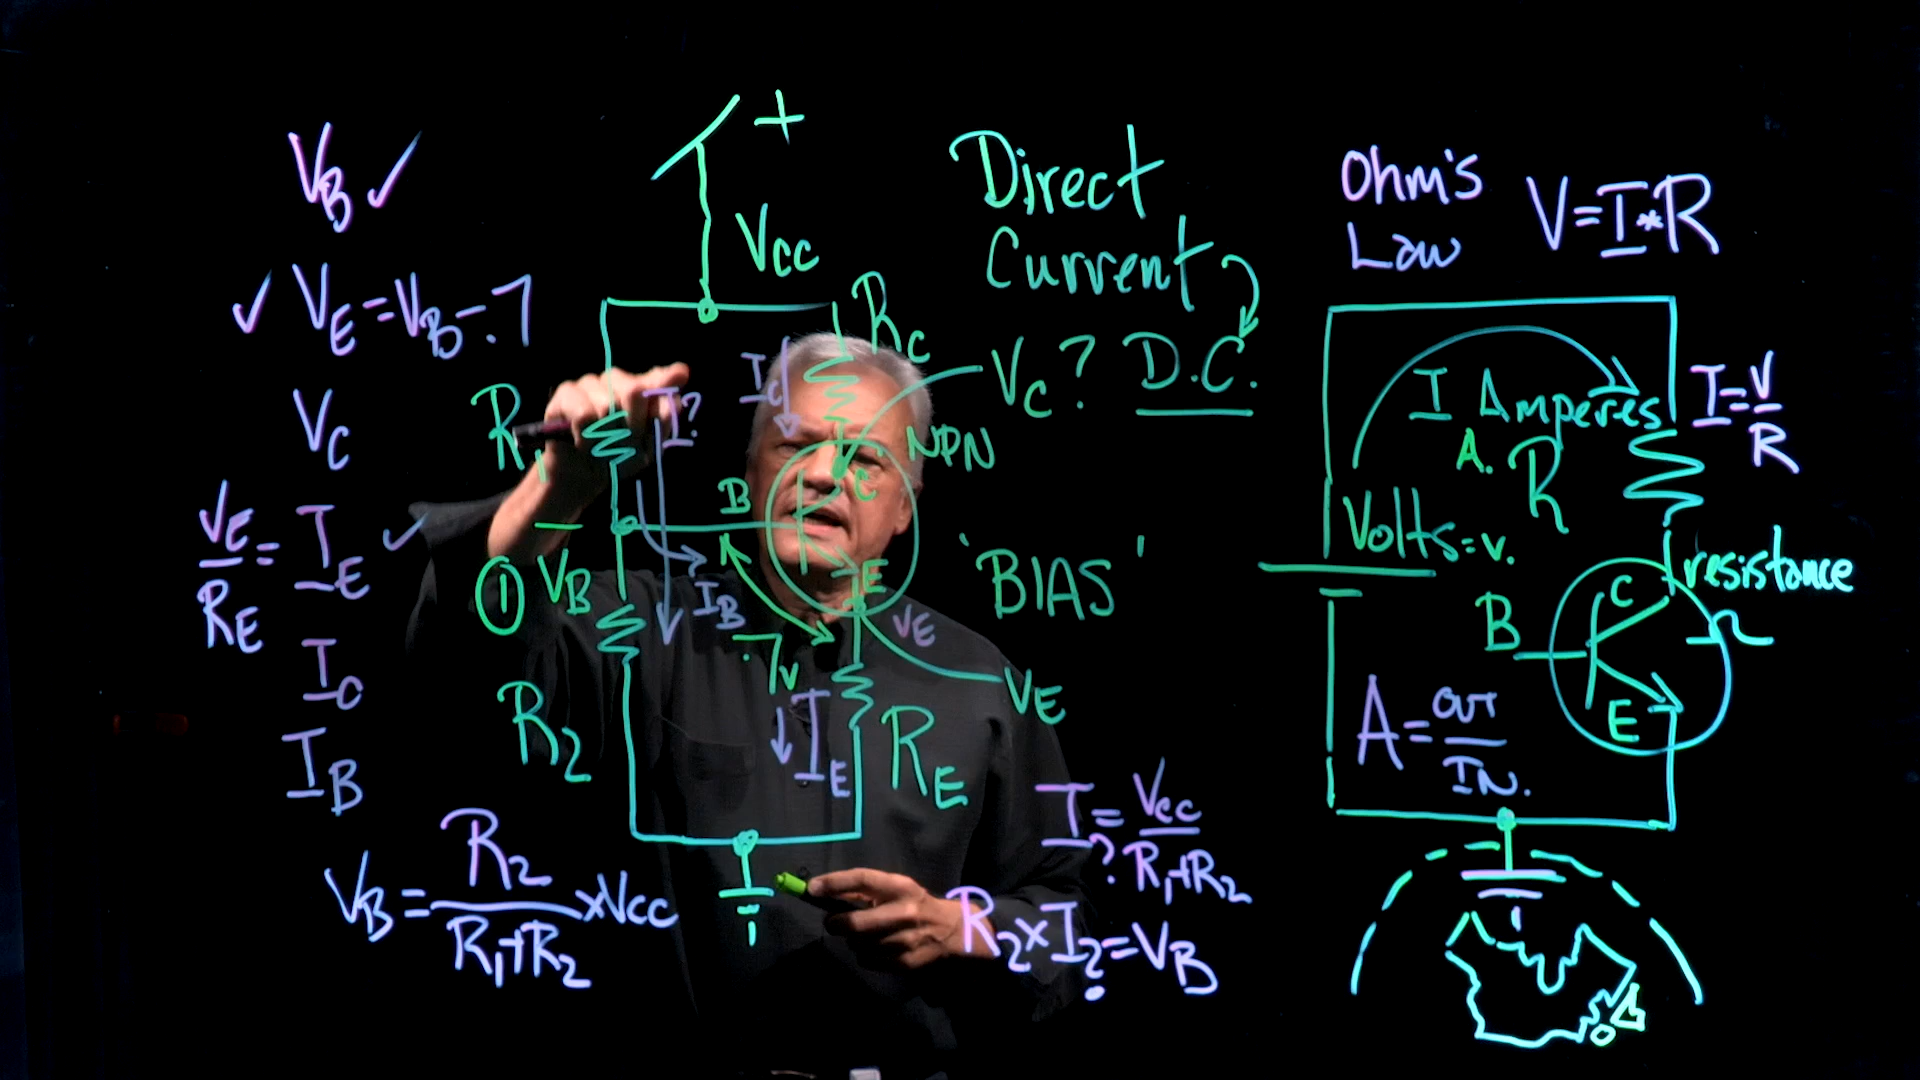 VB ✓
✓ VE = VB - .7
VC
VE
RE
= IE ✓
IC
IB
VB = R2
R1+R2
x Vcc
+
Vcc
R1
R2
RC
RE
I?
IC
B
C
E
NPN
VC?
① VB
IB
.7v
VE
VE
IE
Direct
Current
D.C.
'BIAS'
I? = Vcc
R1+R2
R2 x I? = VB
Ohm's
Law
V=I*R
I Amperes
A.
I=V
R
R
Volts=v.
resistance
Ω
B
C
E
A = OUT
IN.